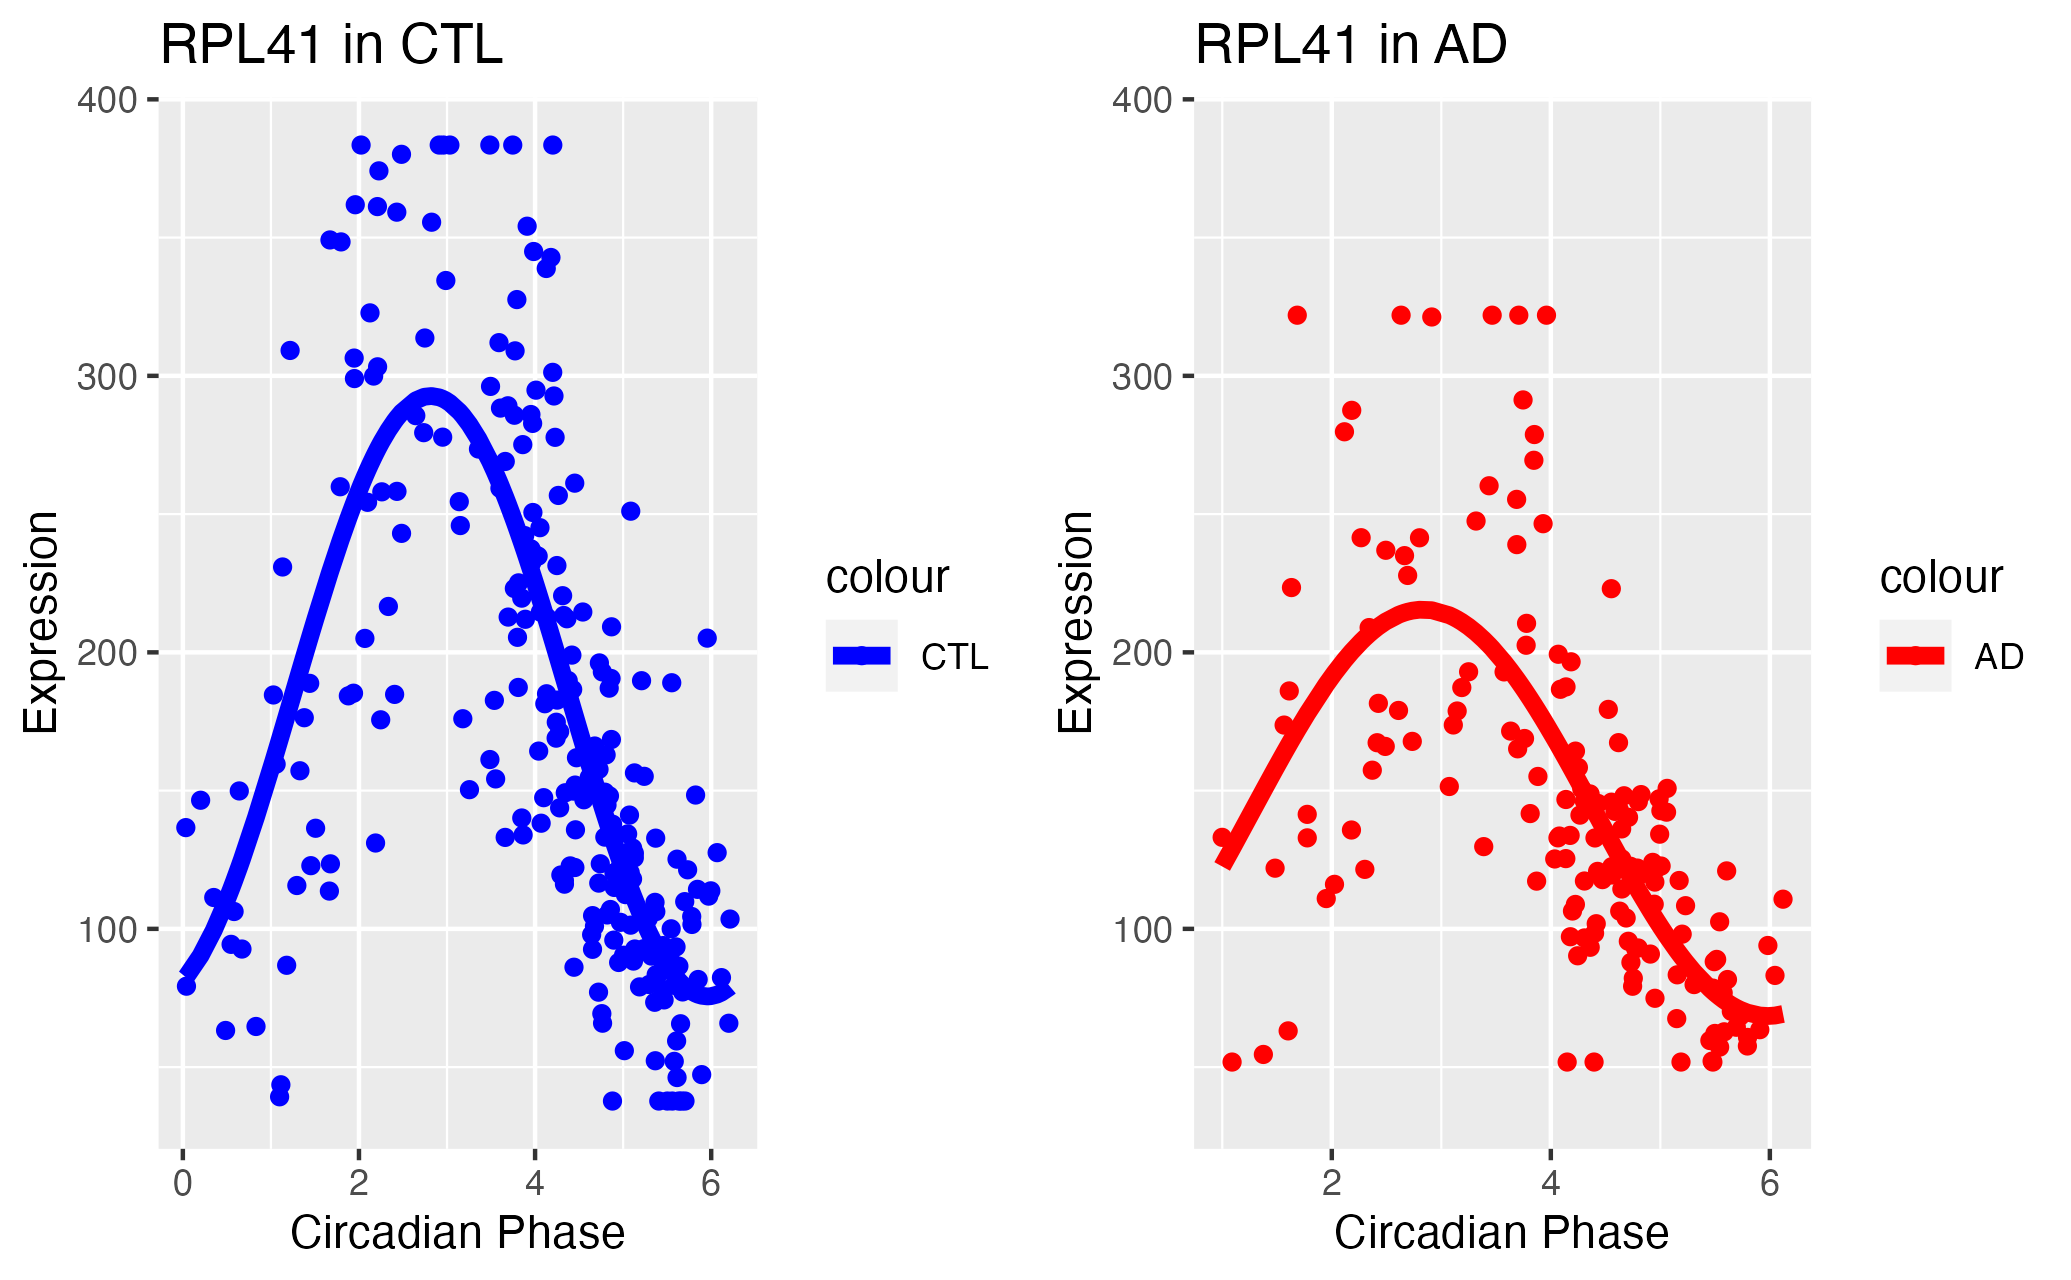 RPL41 in CTL
400
300
200
100
Expression
0 2 4 6
Circadian Phase
colour
CTL
RPL41 in AD
400
300
200
100
Expression
2 4 6
Circadian Phase
colour
AD